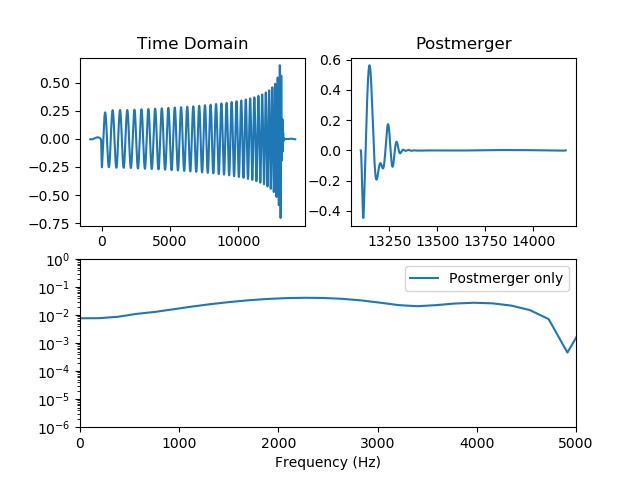 Time Domain
Postmerger
0.50
0.25
0.00
−0.25
−0.50
−0.75
0 5000 10000
0.6
0.4
0.2
0.0
−0.2
−0.4
13250 13500 13750 14000
10⁰
10⁻¹
10⁻²
10⁻³
10⁻⁴
10⁻⁵
10⁻⁶
Postmerger only
0 1000 2000 3000 4000 5000
Frequency (Hz)